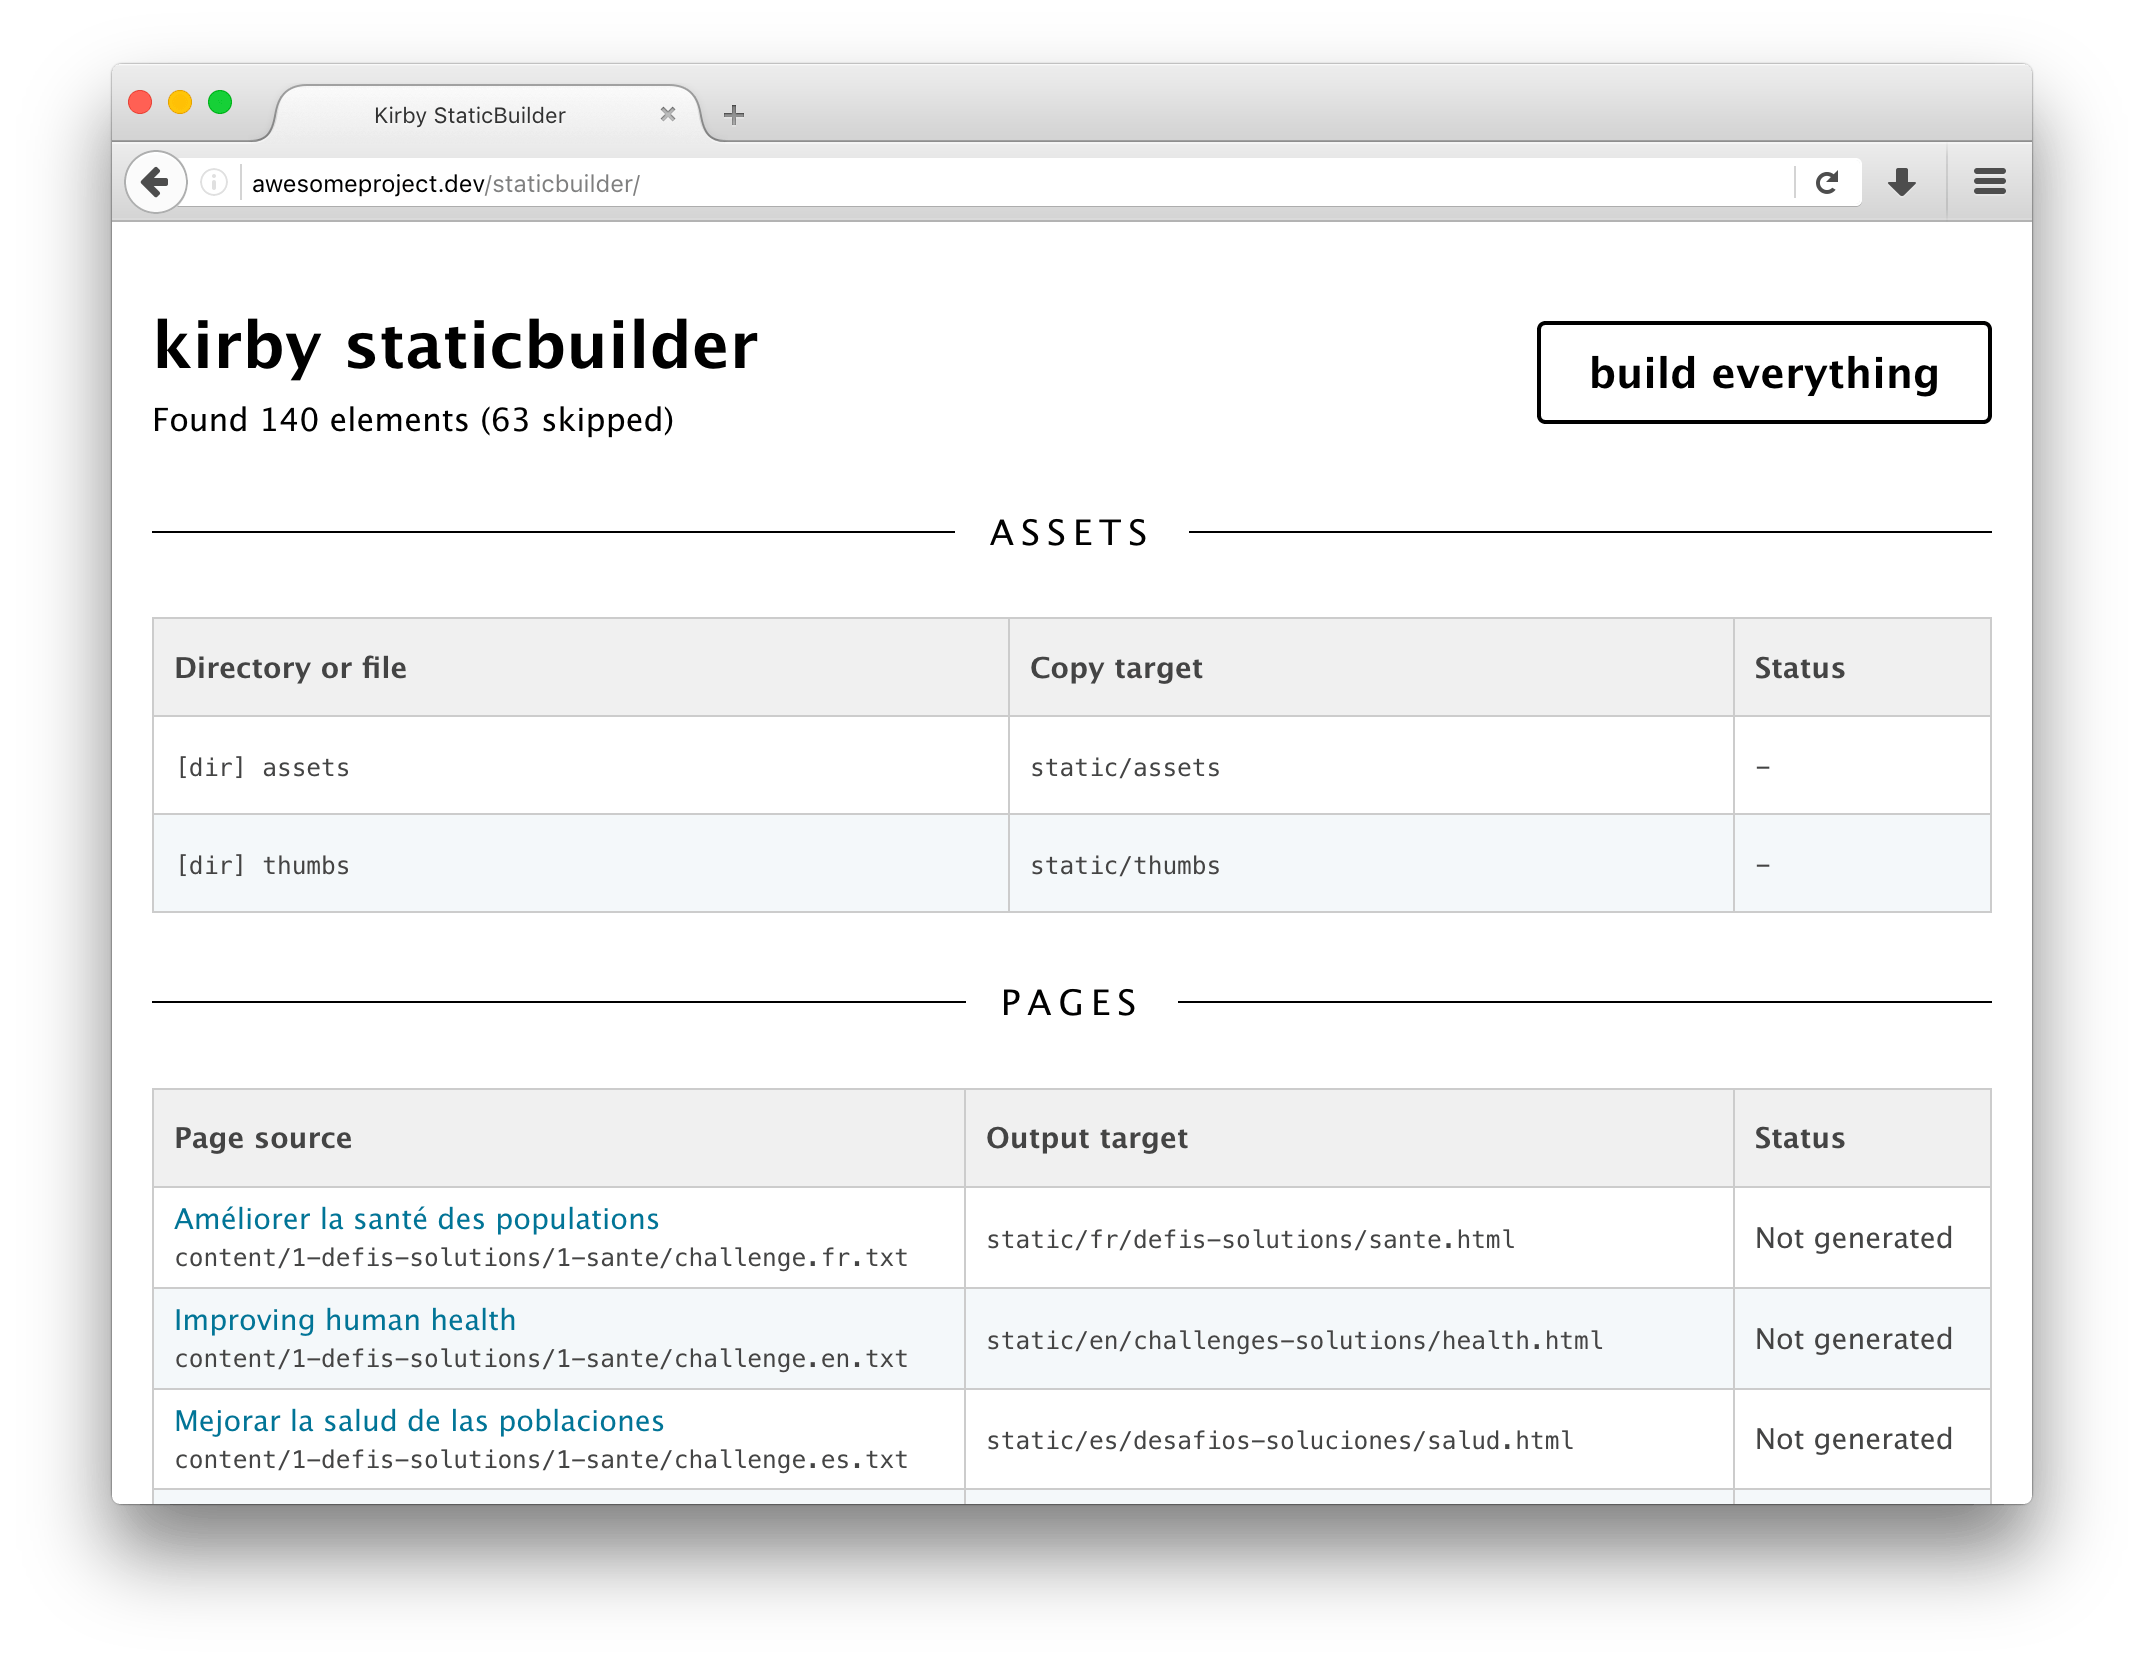 Kirby StaticBuilder
awesomeproject.dev/staticbuilder/
kirby staticbuilder
build everything
Found 140 elements (63 skipped)
ASSETS
Directory or file Copy target Status
[dir] assets static/assets –
[dir] thumbs static/thumbs –
PAGES
Page source Output target Status
Améliorer la santé des populations
content/1-defis-solutions/1-sante/challenge.fr.txt static/fr/defis-solutions/sante.html Not generated
Improving human health
content/1-defis-solutions/1-sante/challenge.en.txt static/en/challenges-solutions/health.html Not generated
Mejorar la salud de las poblaciones
content/1-defis-solutions/1-sante/challenge.es.txt static/es/desafios-soluciones/salud.html Not generated